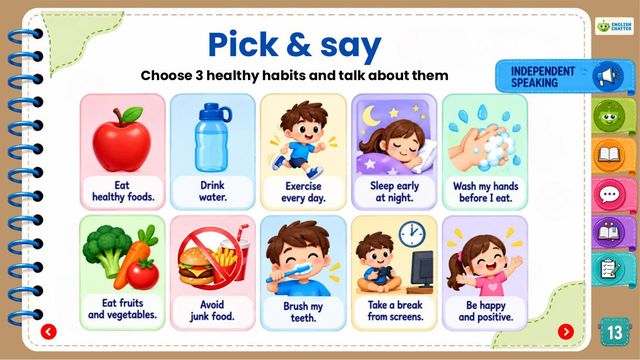 Pick & say
Choose 3 healthy habits and talk about them
ENGLISH
CHATTER
INDEPENDENT
SPEAKING
Eat
healthy foods.
Drink
water.
Exercise
every day.
Sleep early
at night.
Wash my hands
before I eat.
Eat fruits
and vegetables.
Avoid
junk food.
Brush my
teeth.
Take a break
from screens.
Be happy
and positive.
13